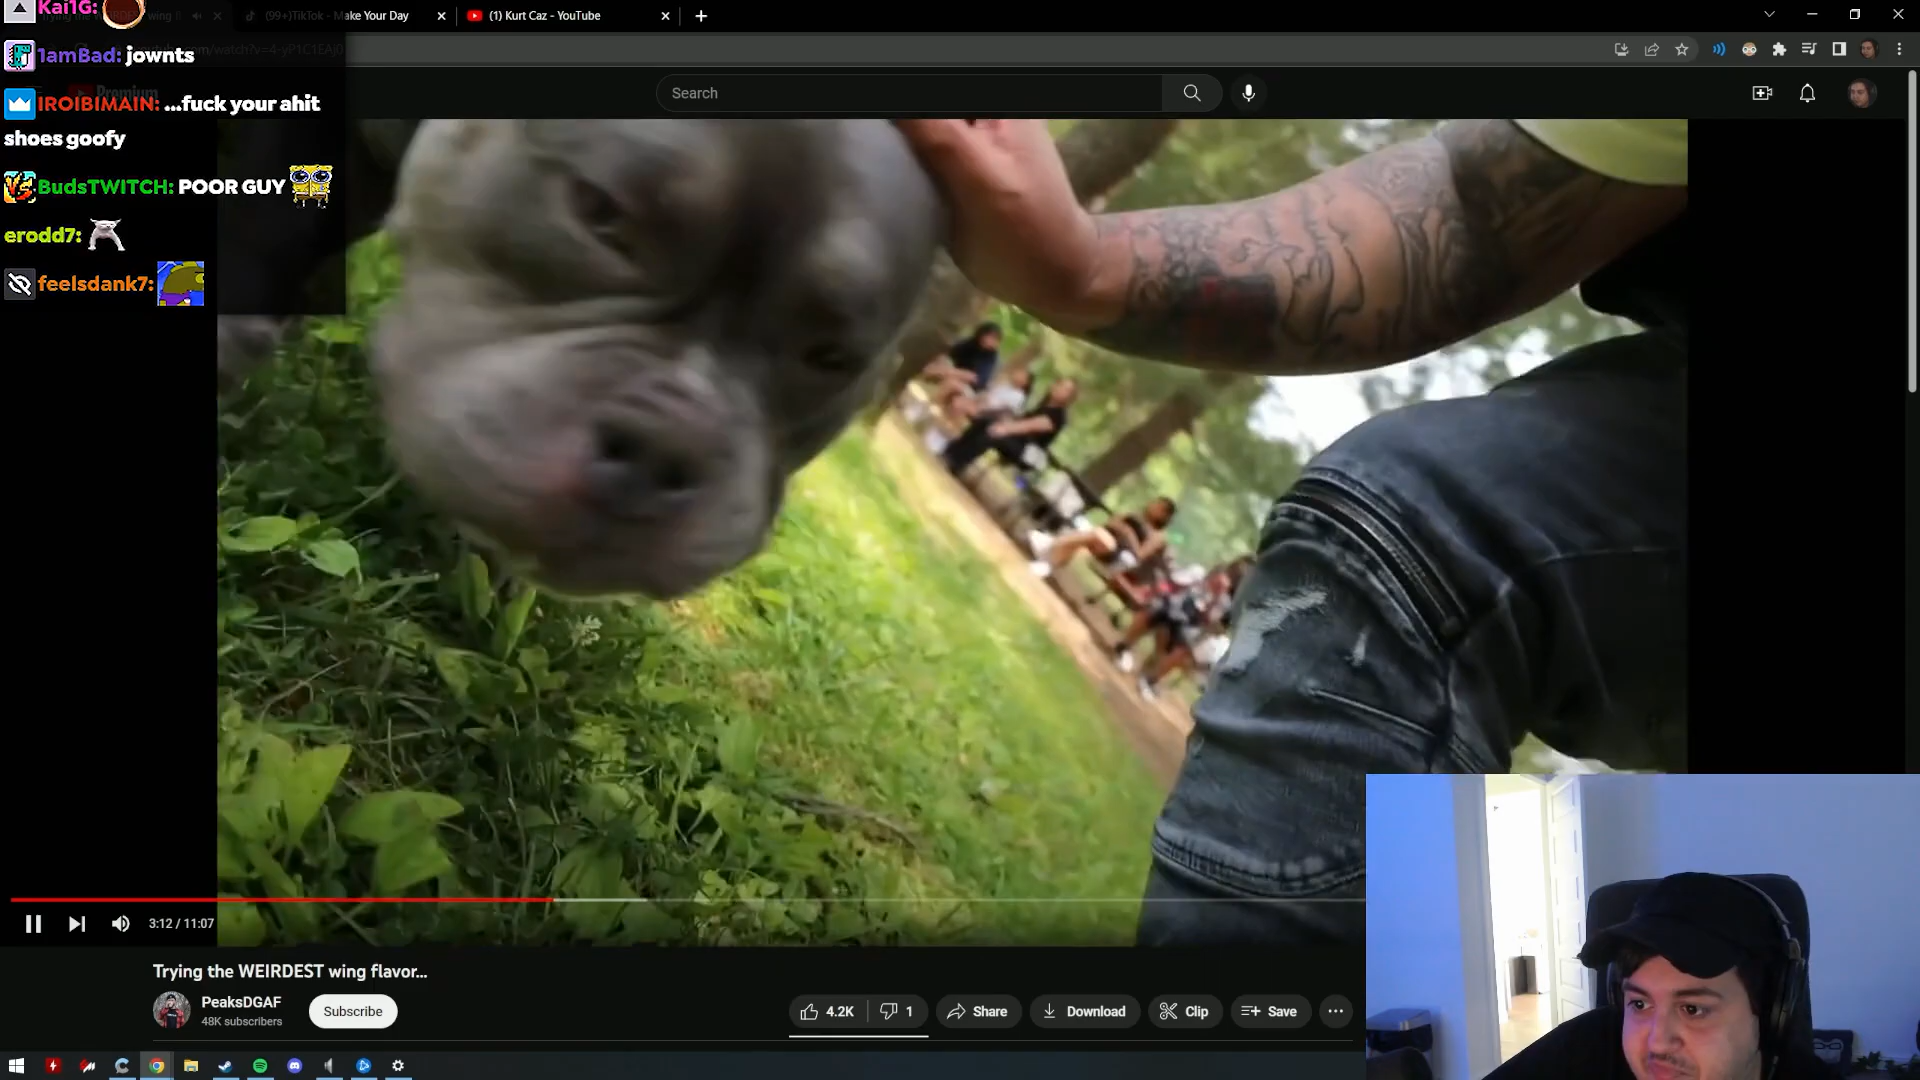 Kai1G:
(99+)TikTok - Make Your Day
(1) Kurt Caz - YouTube
1amBad: jownts
IROIBIMAIN: ...fuck your ahit
shoes goofy
Premium
Search
BudsTWITCH: POOR GUY
erodd7:
feelsdank7:
3:12 / 11:07
Trying the WEIRDEST wing flavor...
PeaksDGAF
48K subscribers
Subscribe
4.2K
1
Share
Download
Clip
Save